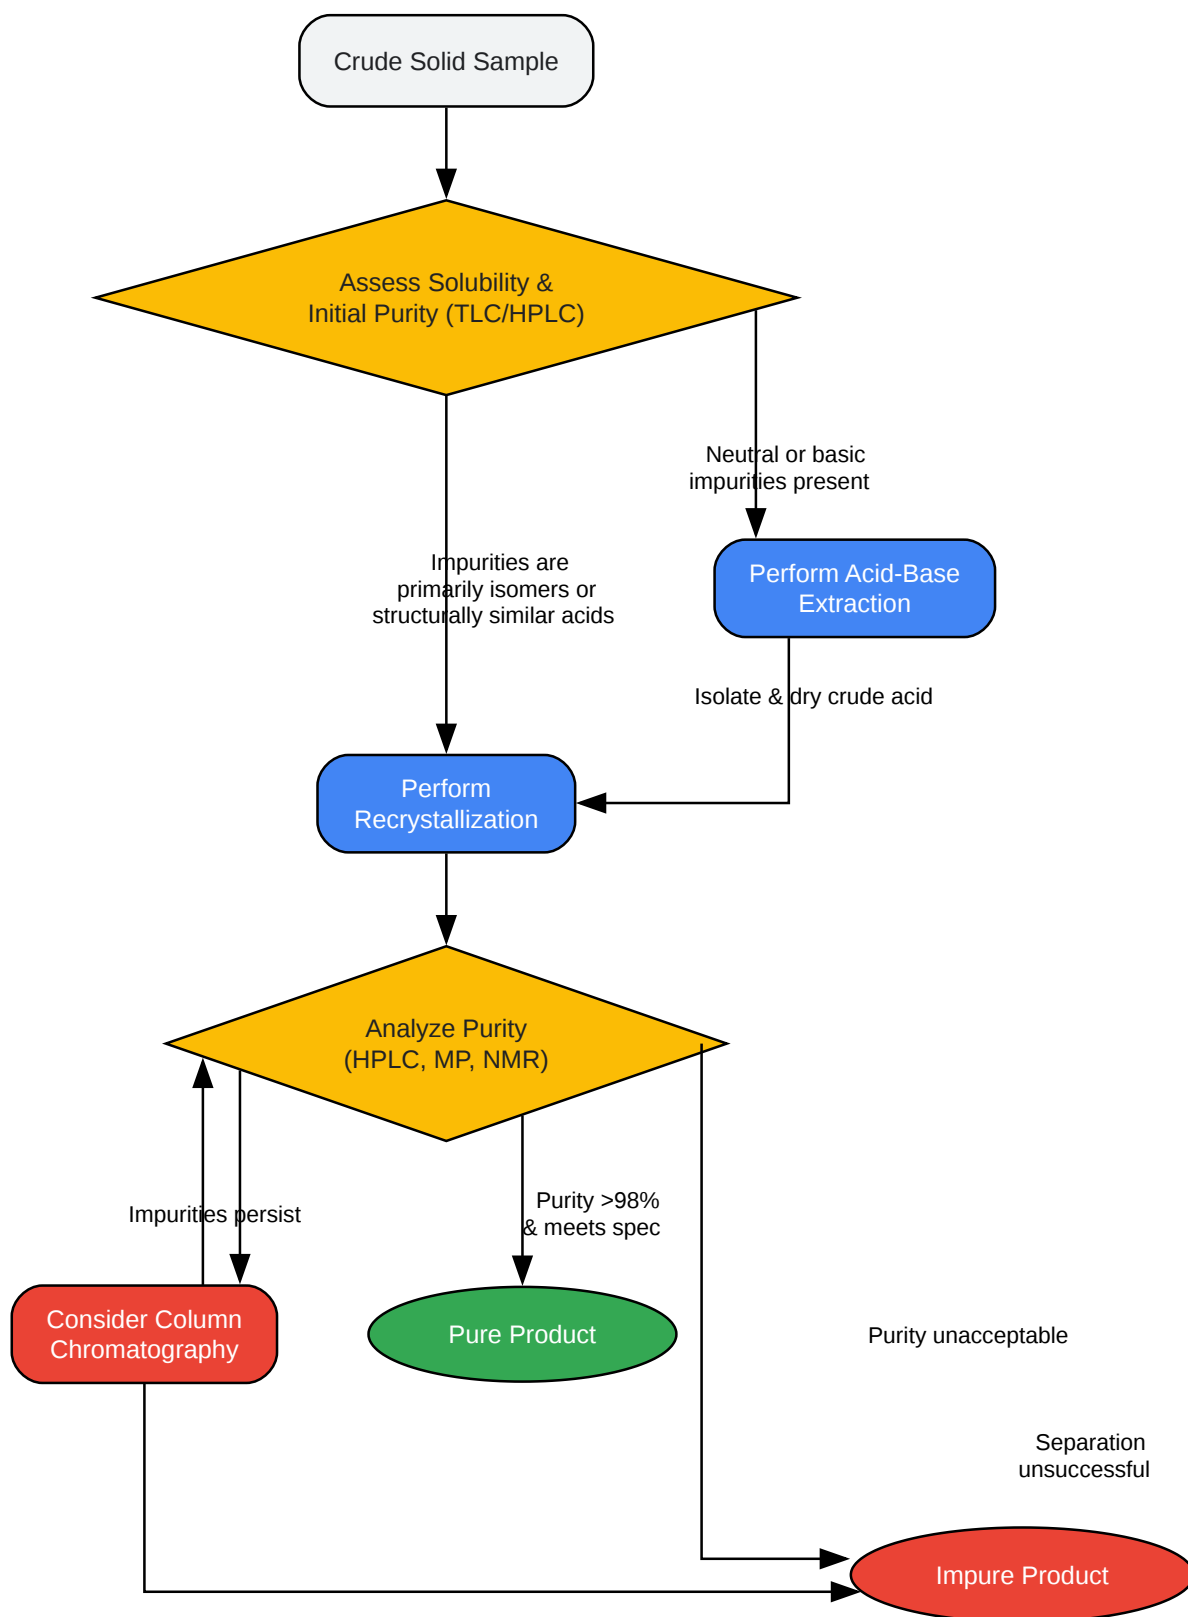 Crude Solid Sample
Assess Solubility &
Initial Purity (TLC/HPLC)
Neutral or basic
impurities present
Impurities are
primarily isomers or
structurally similar acids
Perform Acid-Base
Extraction
Isolate & dry crude acid
Perform
Recrystallization
Analyze Purity
(HPLC, MP, NMR)
Impurities persist
Purity >98%
& meets spec
Consider Column
Chromatography
Pure Product
Purity unacceptable
Separation
unsuccessful
Impure Product